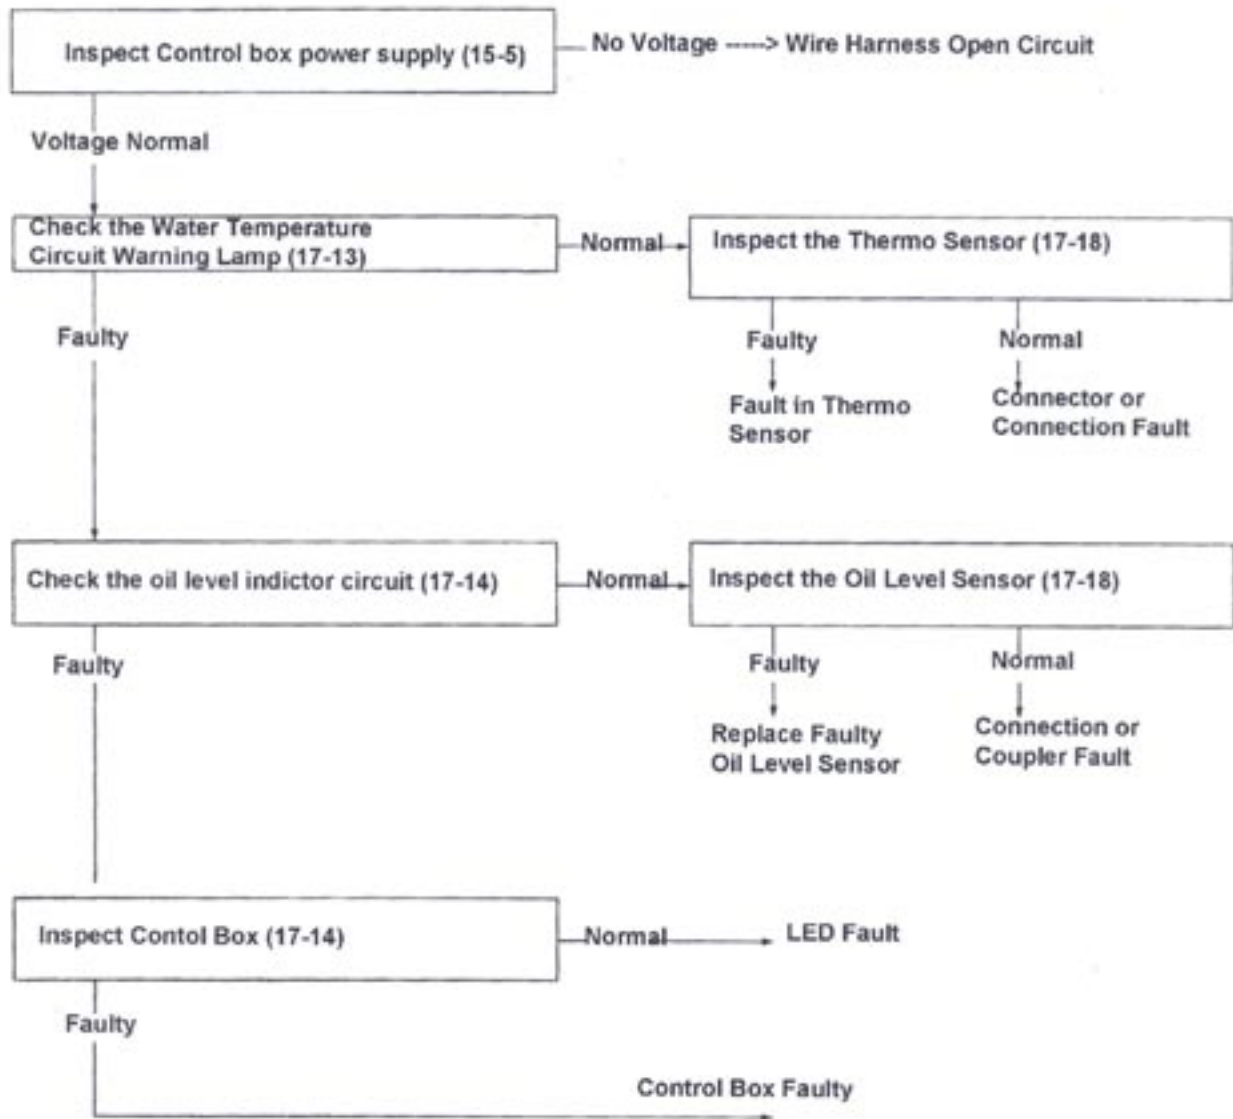 Inspect Control box power supply (15-5)
No Voltage ----> Wire Harness Open Circuit
Voltage Normal
Check the Water Temperature
Circuit Warning Lamp (17-13)
Normal
Inspect the Thermo Sensor (17-18)
Faulty
Faulty
Normal
Fault in Thermo
Sensor
Connector or
Connection Fault
Check the oil level indictor circuit (17-14)
Normal
Inspect the Oil Level Sensor (17-18)
Faulty
Faulty
Normal
Replace Faulty
Oil Level Sensor
Connection or
Coupler Fault
Inspect Contol Box (17-14)
Normal
LED Fault
Faulty
Control Box Faulty